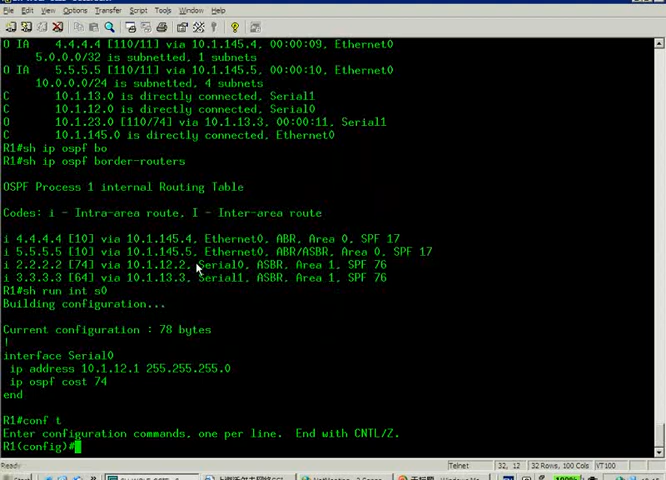 File Edit View Options Transfer Script Tools Window Help
O IA 4.4.4.4 [110/11] via 10.1.145.4, 00:00:09, Ethernet0
5.0.0.0/32 is subnetted, 1 subnets
O IA 5.5.5.5 [110/11] via 10.1.145.5, 00:00:10, Ethernet0
10.0.0.0/24 is subnetted, 4 subnets
C 10.1.13.0 is directly connected, Serial1
C 10.1.12.0 is directly connected, Serial0
O 10.1.23.0 [110/74] via 10.1.13.3, 00:00:11, Serial1
C 10.1.145.0 is directly connected, Ethernet0
R1#sh ip ospf bo
R1#sh ip ospf border-routers
OSPF Process 1 internal Routing Table
Codes: i - Intra-area route, I - Inter-area route
i 4.4.4.4 [10] via 10.1.145.4, Ethernet0, ABR, Area 0, SPF 17
i 5.5.5.5 [10] via 10.1.145.5, Ethernet0, ABR/ASBR, Area 0, SPF 17
i 2.2.2.2 [74] via 10.1.12.2, Serial0, ASBR, Area 1, SPF 76
i 3.3.3.3 [64] via 10.1.13.3, Serial1, ASBR, Area 1, SPF 76
R1#sh run int s0
Building configuration...
Current configuration : 78 bytes
!
interface Serial0
ip address 10.1.12.1 255.255.255.0
ip ospf cost 74
end
R1#conf t
Enter configuration commands, one per line. End with CNTL/Z.
R1(config)#
Ready Telnet 32, 12 32 Rows, 100 Cols VT100
100%